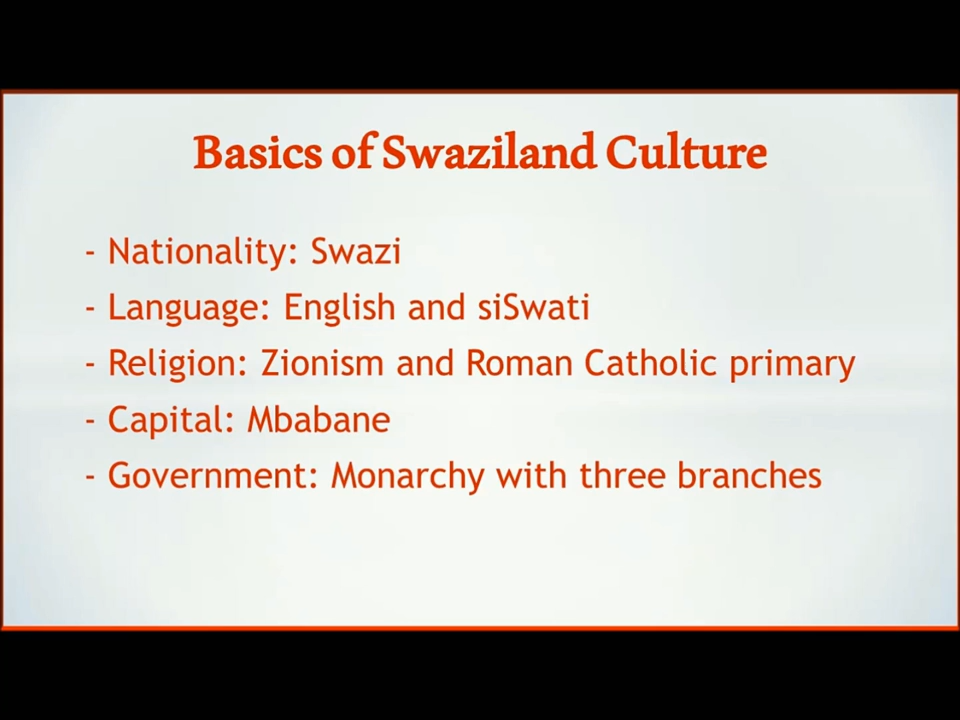 Basics of Swaziland Culture
- Nationality: Swazi
- Language: English and siSwati
- Religion: Zionism and Roman Catholic primary
- Capital: Mbabane
- Government: Monarchy with three branches